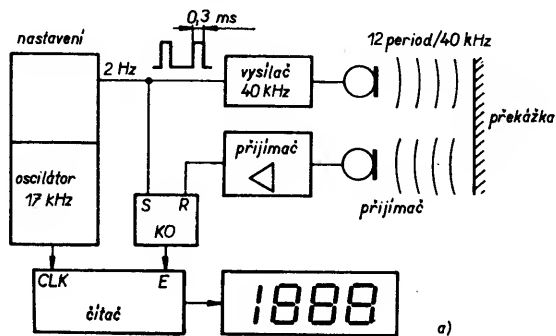 nastavení
0,3 ms
2 Hz
vysílač
40 kHz
12 period/40 kHz
překážka
oscilátor
17 kHz
přijímač
přijímač
S R
KO
CLK E
čítač
1888
a)